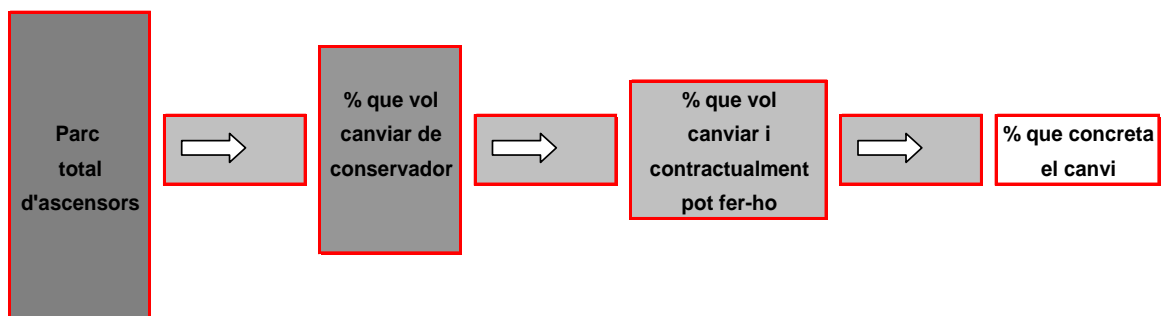 Parc
total
d'ascensors
% que vol
canviar de
conservador
% que vol
canviar i
contractualment
pot fer-ho
% que concreta
el canvi